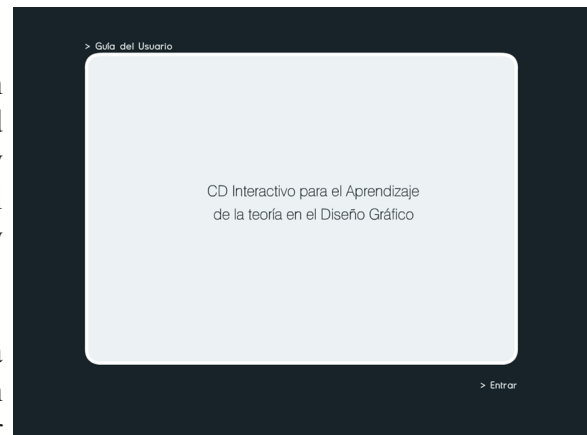 > Guía del Usuario
CD Interactivo para el Aprendizaje
de la teoría en el Diseño Gráfico
> Entrar